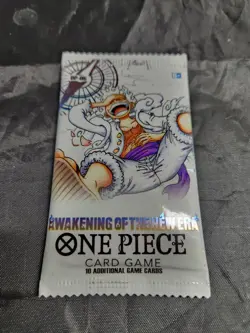 AWAKENING OF THE NEW ERA
ONE PIECE
CARD GAME
10 ADDITIONAL GAME CARDS